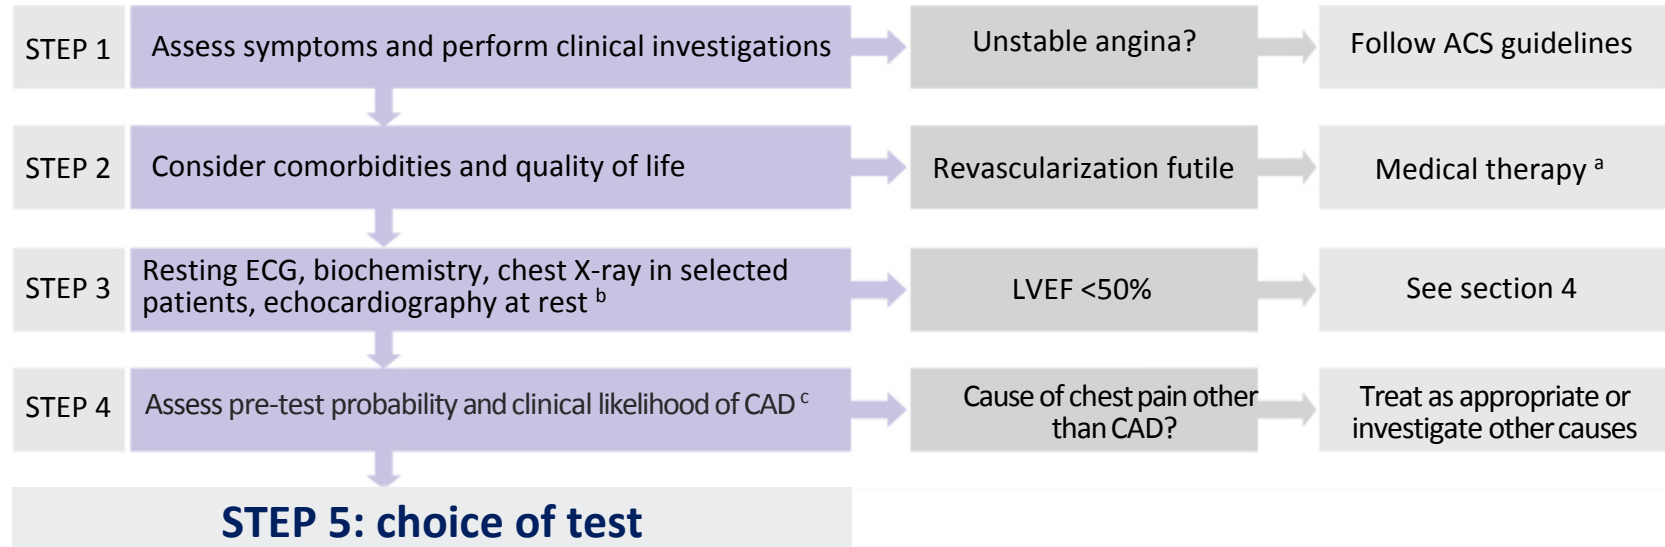 STEP 1
Assess symptoms and perform clinical investigations
Unstable angina?
Follow ACS guidelines
STEP 2
Consider comorbidities and quality of life
Revascularization futile
Medical therapy a
STEP 3
Resting ECG, biochemistry, chest X-ray in selected
patients, echocardiography at rest b
LVEF <50%
See section 4
STEP 4
Assess pre-test probability and clinical likelihood of CAD c
Cause of chest pain other
than CAD?
Treat as appropriate or
investigate other causes
STEP 5: choice of test